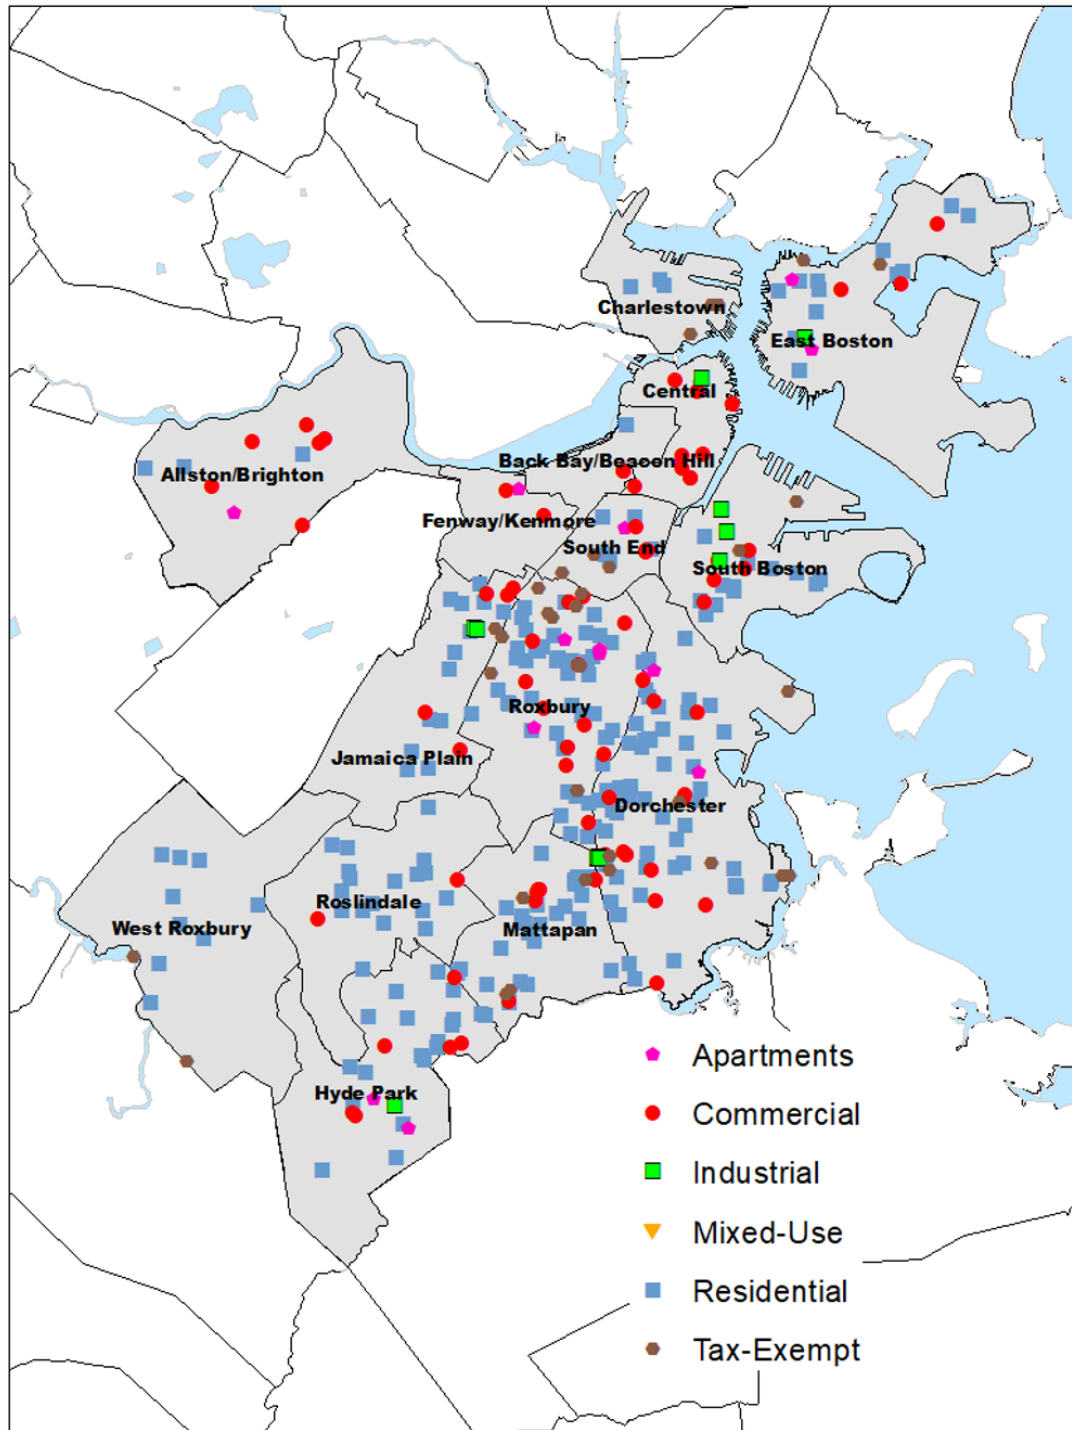 Charlestown
East Boston
Central
Back Bay/Beacon Hill
Allston/Brighton
Fenway/Kenmore
South End
South Boston
Roxbury
Jamaica Plain
Dorchester
Roslindale
West Roxbury
Mattapan
Hyde Park
Apartments
Commercial
Industrial
Mixed-Use
Residential
Tax-Exempt